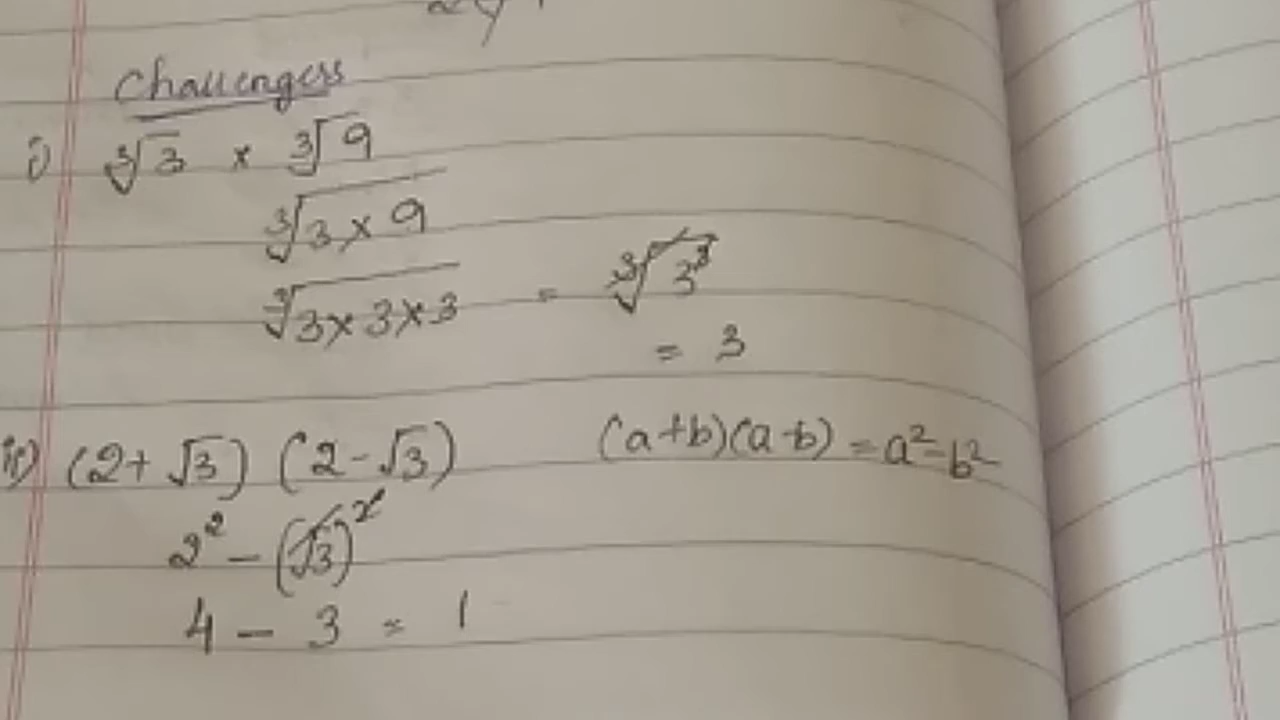 Challengess
i) ∛3 × ∛9
∛(3 × 9)
∛(3 × 3 × 3) = ∛(3³)
= 3
ii) (2 + √3) (2 - √3) (a+b)(a-b) = a² - b²
2² - (√3)²
4 - 3 = 1